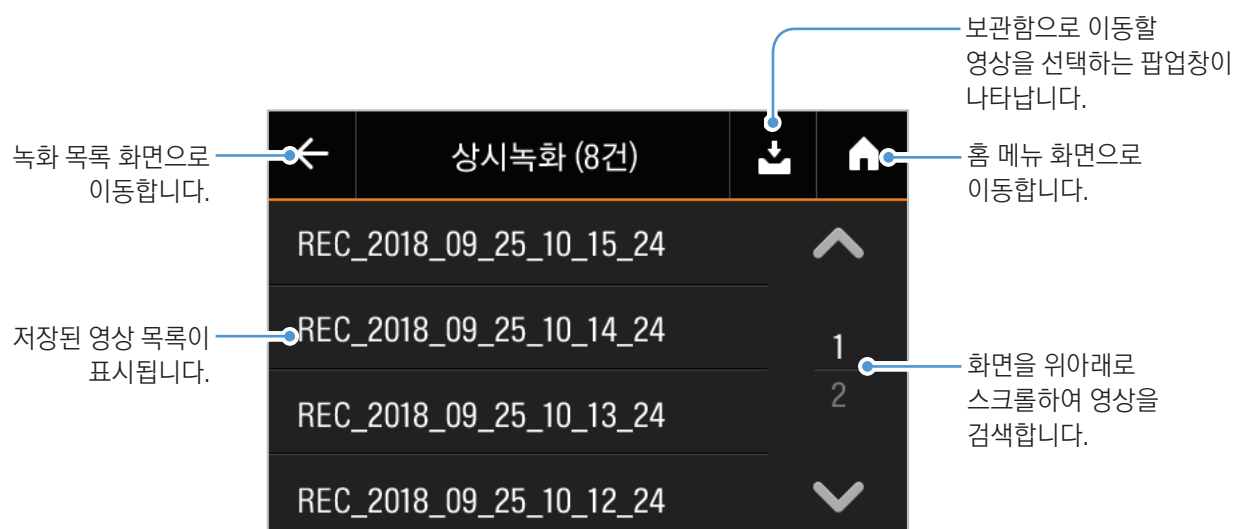 보관함으로 이동할
영상을 선택하는 팝업창이
나타납니다.
녹화 목록 화면으로
이동합니다.
상시녹화 (8건)
홈 메뉴 화면으로
이동합니다.
REC_2018_09_25_10_15_24
저장된 영상 목록이
표시됩니다.
REC_2018_09_25_10_14_24
1
2
화면을 위아래로
스크롤하여 영상을
검색합니다.
REC_2018_09_25_10_13_24
REC_2018_09_25_10_12_24